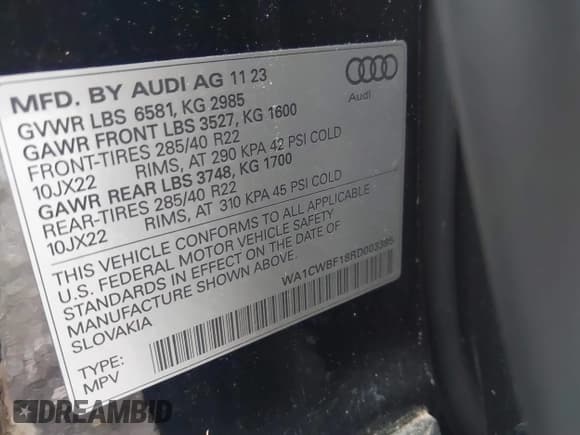 MFD. BY AUDI AG 11 23
Audi
GVWR LBS 6581, KG 2985
GAWR FRONT LBS 3527, KG 1600
FRONT-TIRES 285/40 R22
10JX22 RIMS, AT 290 KPA 42 PSI COLD
GAWR REAR LBS 3748, KG 1700
REAR-TIRES 285/40 R22
10JX22 RIMS, AT 310 KPA 45 PSI COLD
THIS VEHICLE CONFORMS TO ALL APPLICABLE
U.S. FEDERAL MOTOR VEHICLE SAFETY
STANDARDS IN EFFECT ON THE DATE OF
MANUFACTURE SHOWN ABOVE.
SLOVAKIA
WA1CWBF18RD003395
TYPE:
MPV
DREAMBID